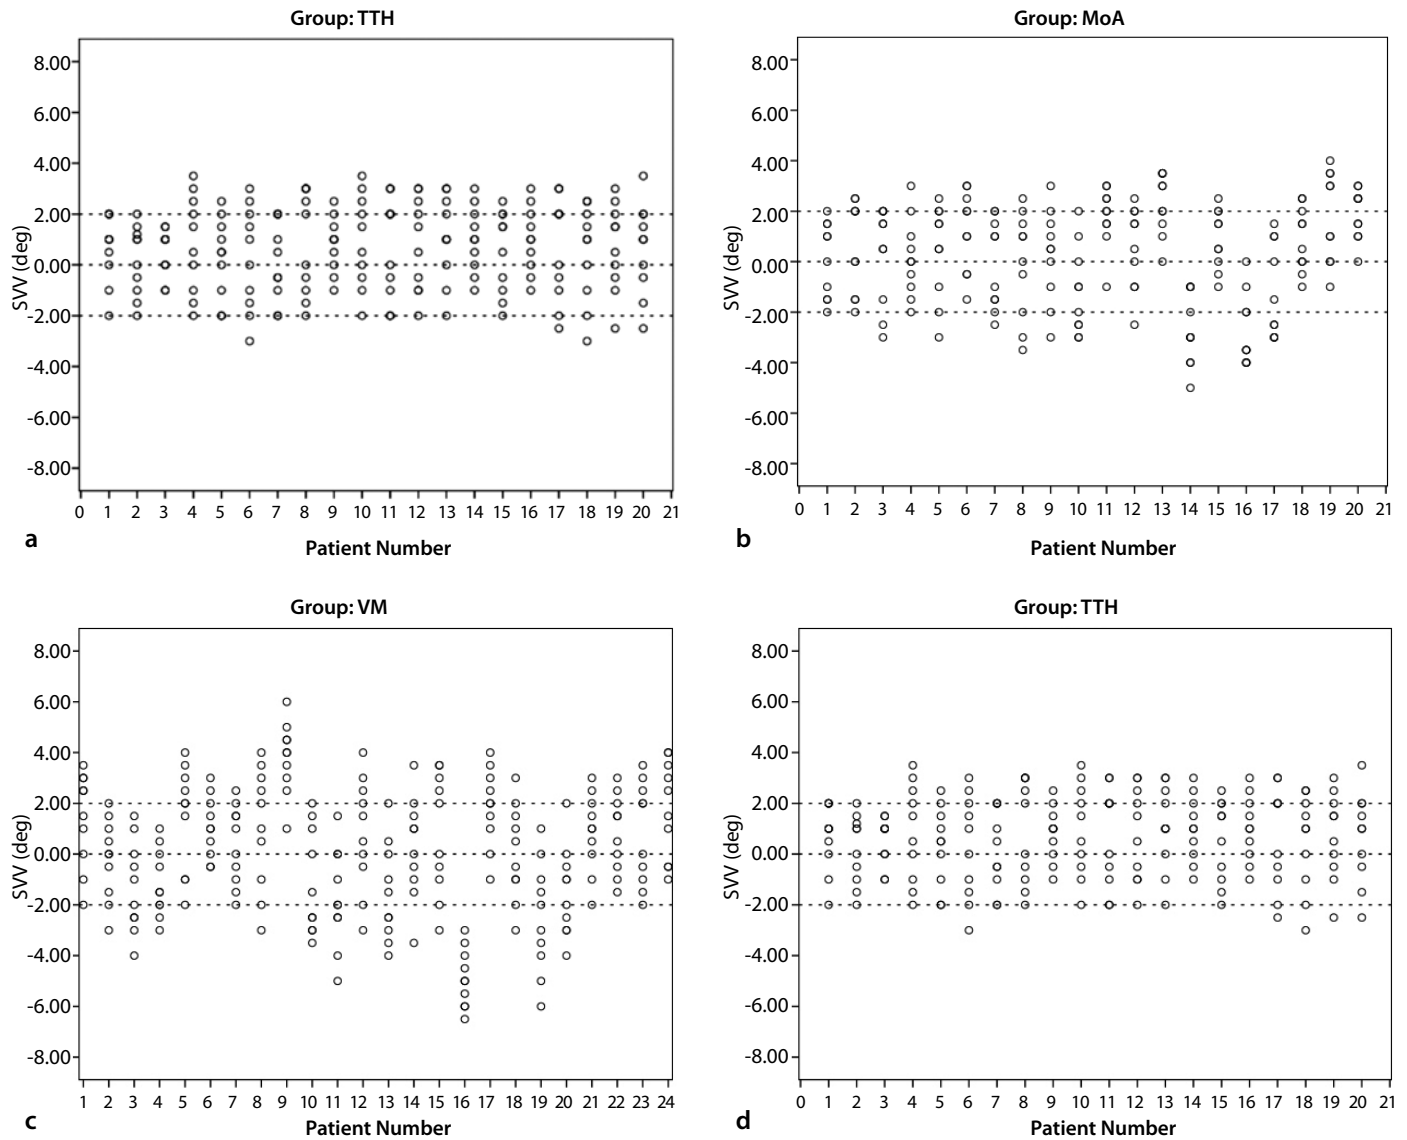 Group: TTH
8.00
6.00
4.00
2.00
0.00
-2.00
-4.00
-6.00
-8.00
SVV (deg)
0 1 2 3 4 5 6 7 8 9 10 11 12 13 14 15 16 17 18 19 20 21
a
Patient Number
Group: MoA
8.00
6.00
4.00
2.00
0.00
-2.00
-4.00
-6.00
-8.00
SVV (deg)
0 1 2 3 4 5 6 7 8 9 10 11 12 13 14 15 16 17 18 19 20 21
b
Patient Number
Group: VM
8.00
6.00
4.00
2.00
0.00
-2.00
-4.00
-6.00
-8.00
SVV (deg)
1 2 3 4 5 6 7 8 9 10 11 12 13 14 15 16 17 18 19 20 21 22 23 24
c
Patient Number
Group: TTH
8.00
6.00
4.00
2.00
0.00
-2.00
-4.00
-6.00
-8.00
SVV (deg)
0 1 2 3 4 5 6 7 8 9 10 11 12 13 14 15 16 17 18 19 20 21
d
Patient Number